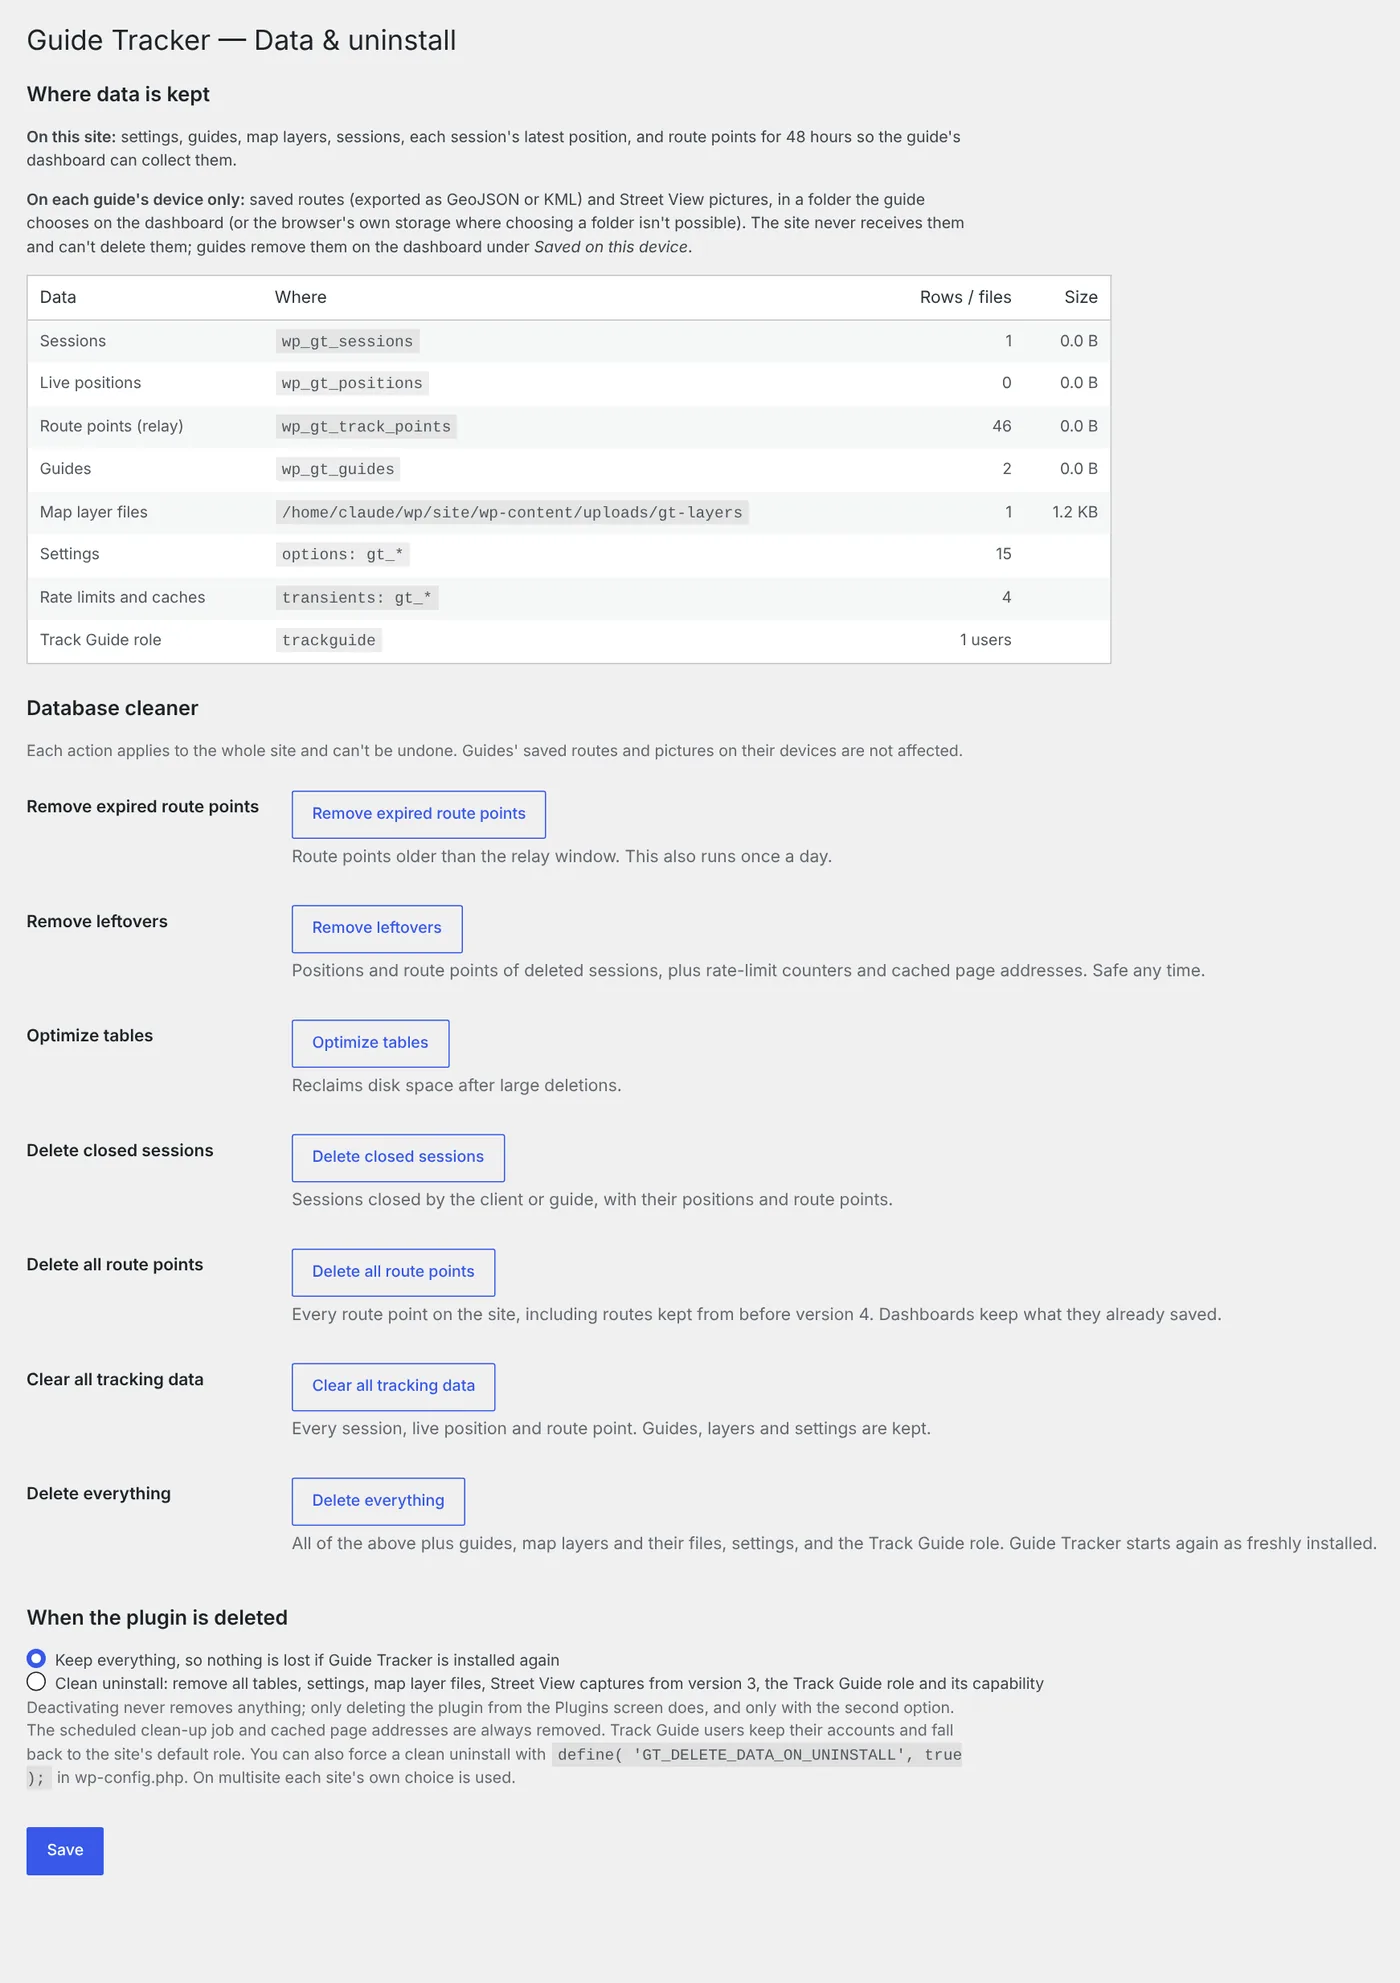 Guide Tracker — Data & uninstall
Where data is kept
On this site: settings, guides, map layers, sessions, each session's latest position, and route points for 48 hours so the guide's
dashboard can collect them.
On each guide's device only: saved routes (exported as GeoJSON or KML) and Street View pictures, in a folder the guide
chooses on the dashboard (or the browser's own storage where choosing a folder isn't possible). The site never receives them
and can't delete them; guides remove them on the dashboard under Saved on this device.
Data Where Rows / files Size
Sessions wp_gt_sessions 1 0.0 B
Live positions wp_gt_positions 0 0.0 B
Route points (relay) wp_gt_track_points 46 0.0 B
Guides wp_gt_guides 2 0.0 B
Map layer files /home/claude/wp/site/wp-content/uploads/gt-layers 1 1.2 KB
Settings options: gt_* 15
Rate limits and caches transients: gt_* 4
Track Guide role trackguide 1 users
Database cleaner
Each action applies to the whole site and can't be undone. Guides' saved routes and pictures on their devices are not affected.
Remove expired route points Remove expired route points
Route points older than the relay window. This also runs once a day.
Remove leftovers Remove leftovers
Positions and route points of deleted sessions, plus rate-limit counters and cached page addresses. Safe any time.
Optimize tables Optimize tables
Reclaims disk space after large deletions.
Delete closed sessions Delete closed sessions
Sessions closed by the client or guide, with their positions and route points.
Delete all route points Delete all route points
Every route point on the site, including routes kept from before version 4. Dashboards keep what they already saved.
Clear all tracking data Clear all tracking data
Every session, live position and route point. Guides, layers and settings are kept.
Delete everything Delete everything
All of the above plus guides, map layers and their files, settings, and the Track Guide role. Guide Tracker starts again as freshly installed.
When the plugin is deleted
Keep everything, so nothing is lost if Guide Tracker is installed again
Clean uninstall: remove all tables, settings, map layer files, Street View captures from version 3, the Track Guide role and its capability
Deactivating never removes anything; only deleting the plugin from the Plugins screen does, and only with the second option.
The scheduled clean-up job and cached page addresses are always removed. Track Guide users keep their accounts and fall
back to the site's default role. You can also force a clean uninstall with define( 'GT_DELETE_DATA_ON_UNINSTALL', true
); in wp-config.php. On multisite each site's own choice is used.
Save